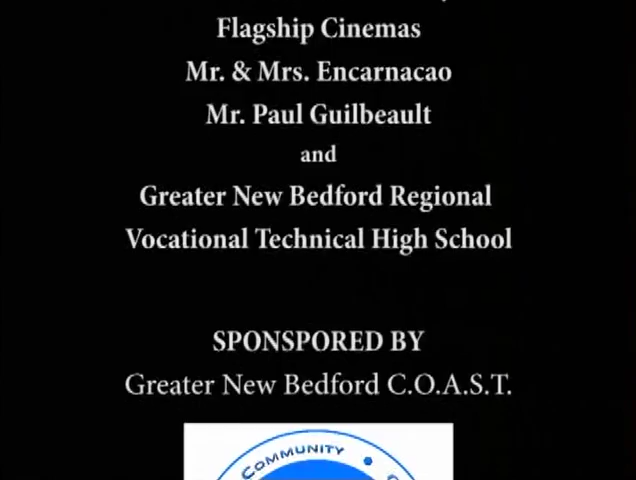 Flagship Cinemas
Mr. & Mrs. Encarnacao
Mr. Paul Guilbeault
and
Greater New Bedford Regional
Vocational Technical High School
SPONSPORED BY
Greater New Bedford C.O.A.S.T.
COMMUNITY